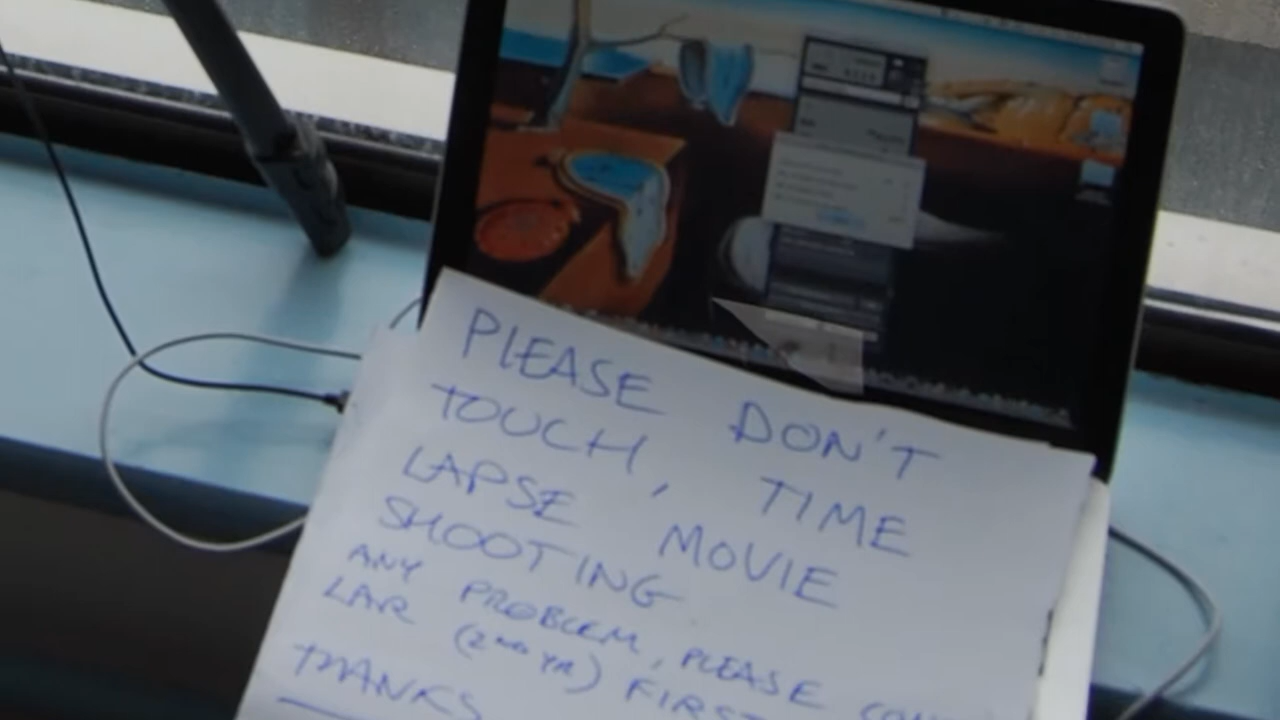 PLEASE DON'T
TOUCH, TIME
LAPSE MOVIE
SHOOTING
ANY PROBLEM, PLEASE
LAR (2ND YR) FIRST
THANKS